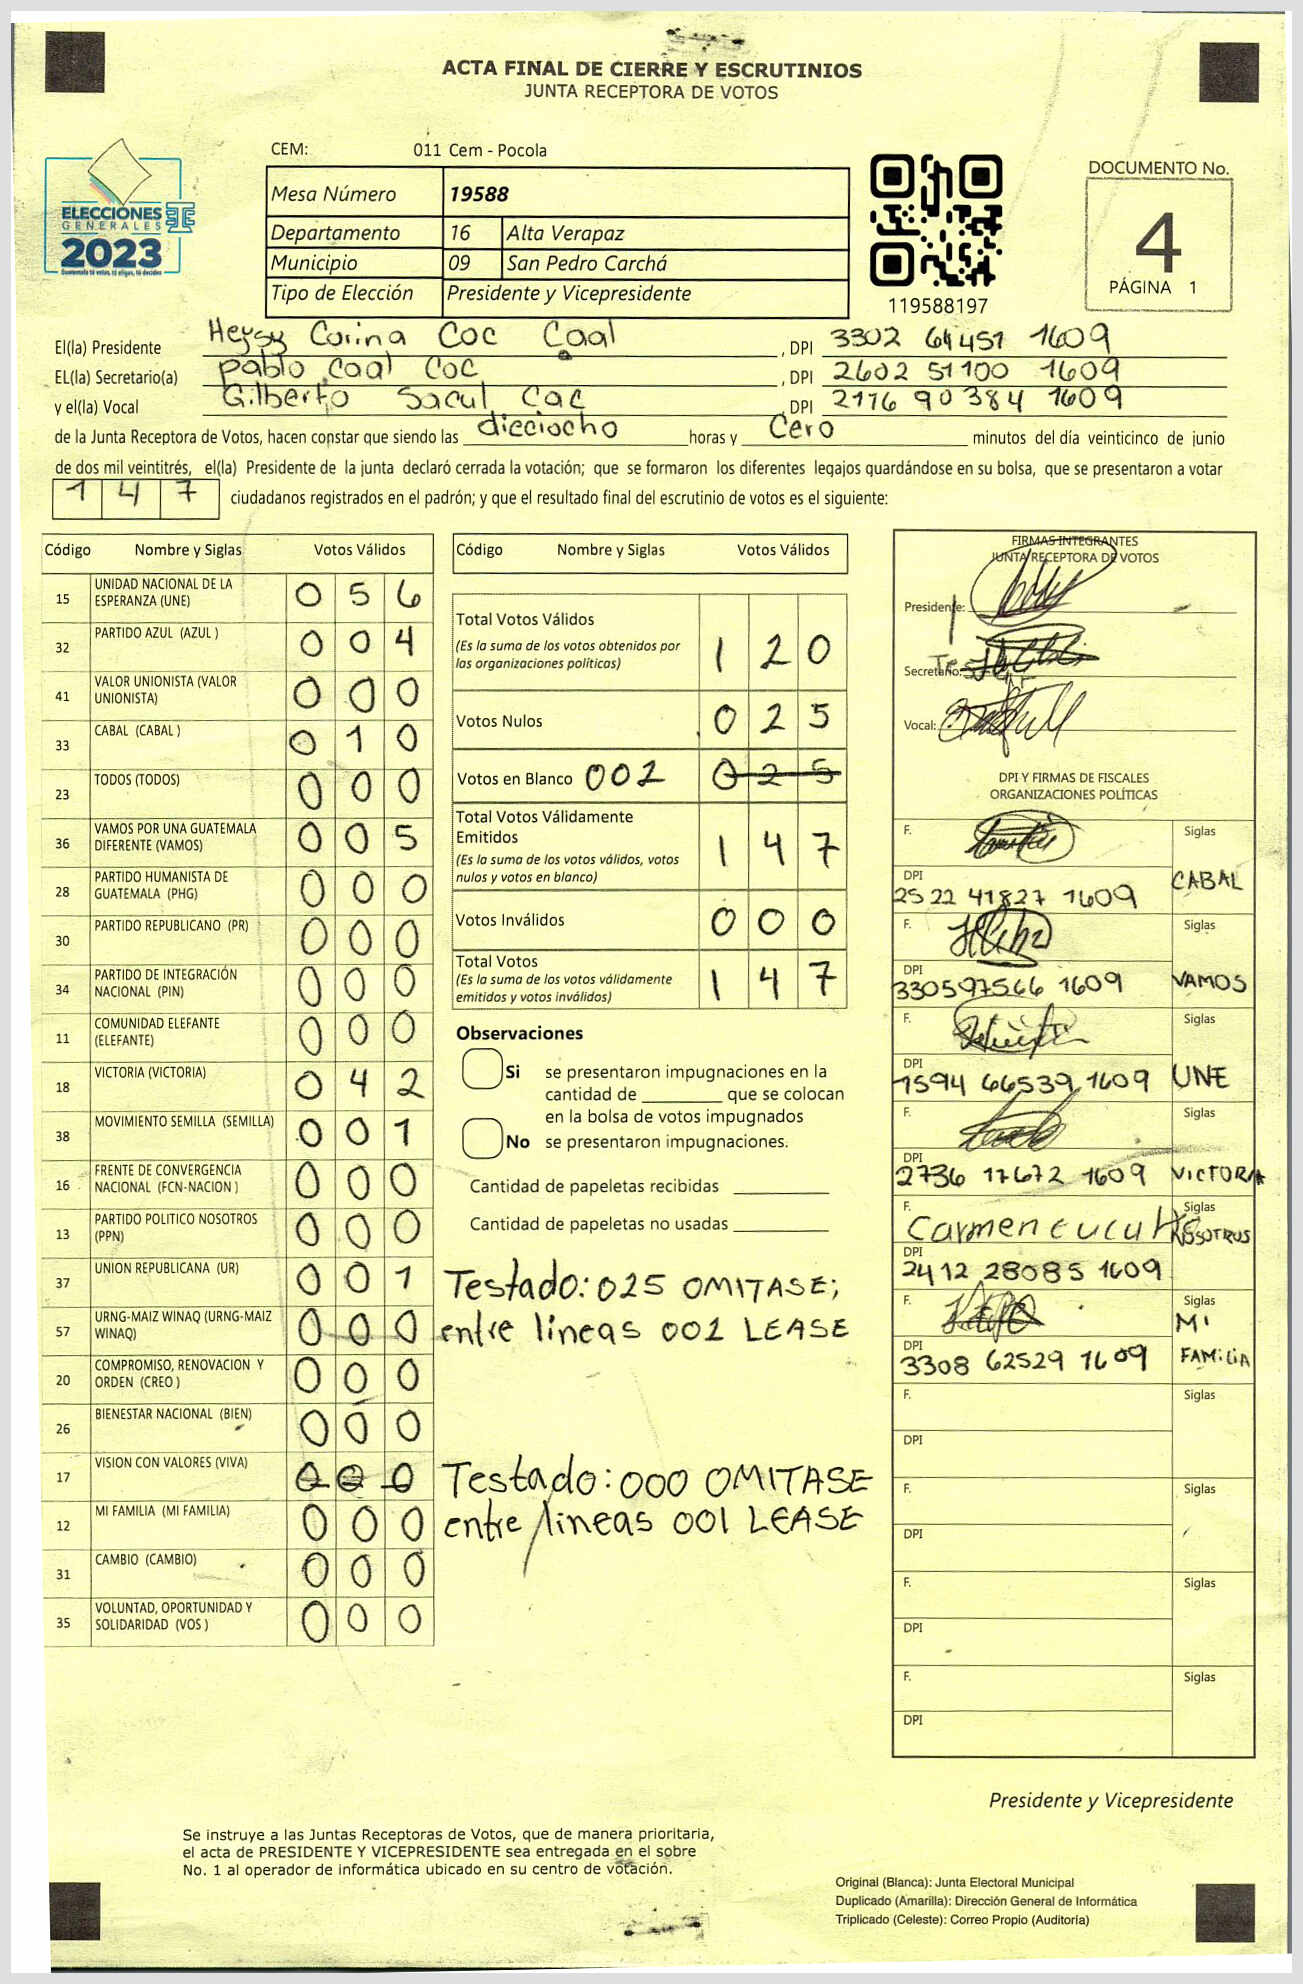 ACTA FINAL DE CIERRE Y ESCRUTINIOS
JUNTA RECEPTORA DE VOTOS
CEM: 011 Cem - Pocola
ELECCIONES
GENERALES
2023
Mesa Número 19588
Departamento 16 Alta Verapaz
Municipio 09 San Pedro Carchá
Tipo de Elección Presidente y Vicepresidente
119588197
DOCUMENTO No.
4
PÁGINA 1
El(la) Presidente Heysy Corina Coc Caal , DPI 3302 64451 1609
EL(la) Secretario(a) pablo Caal Coc , DPI 2602 51100 1609
y el(la) Vocal Gilberto Sacul Cac , DPI 2116 90384 1609
de la Junta Receptora de Votos, hacen constar que siendo las dieciocho horas y Cero minutos del día veinticinco de junio
de dos mil veintitrés, el(la) Presidente de la junta declaró cerrada la votación; que se formaron los diferentes legajos guardándose en su bolsa, que se presentaron a votar
147 ciudadanos registrados en el padrón; y que el resultado final del escrutinio de votos es el siguiente:
Código Nombre y Siglas Votos Válidos
15 UNIDAD NACIONAL DE LA ESPERANZA (UNE) 0 5 6
32 PARTIDO AZUL (AZUL ) 0 0 4
41 VALOR UNIONISTA (VALOR UNIONISTA) 0 0 0
33 CABAL (CABAL ) 0 1 0
23 TODOS (TODOS) 0 0 0
36 VAMOS POR UNA GUATEMALA DIFERENTE (VAMOS) 0 0 5
28 PARTIDO HUMANISTA DE GUATEMALA (PHG) 0 0 0
30 PARTIDO REPUBLICANO (PR) 0 0 0
34 PARTIDO DE INTEGRACIÓN NACIONAL (PIN) 0 0 0
11 COMUNIDAD ELEFANTE (ELEFANTE) 0 0 0
18 VICTORIA (VICTORIA) 0 4 2
38 MOVIMIENTO SEMILLA (SEMILLA) 0 0 1
16 FRENTE DE CONVERGENCIA NACIONAL (FCN-NACION ) 0 0 0
13 PARTIDO POLITICO NOSOTROS (PPN) 0 0 0
37 UNION REPUBLICANA (UR) 0 0 1
57 URNG-MAIZ WINAQ (URNG-MAIZ WINAQ) 0 0 0
20 COMPROMISO, RENOVACION Y ORDEN (CREO ) 0 0 0
26 BIENESTAR NACIONAL (BIEN) 0 0 0
17 VISION CON VALORES (VIVA) 0 0 0
12 MI FAMILIA (MI FAMILIA) 0 0 0
31 CAMBIO (CAMBIO) 0 0 0
35 VOLUNTAD, OPORTUNIDAD Y SOLIDARIDAD (VOS ) 0 0 0
Código Nombre y Siglas Votos Válidos
Total Votos Válidos 1 2 0
(Es la suma de los votos obtenidos por
las organizaciones políticas)
Votos Nulos 0 2 5
Votos en Blanco 002 0 2 5
Total Votos Válidamente
Emitidos 1 4 7
(Es la suma de los votos válidos, votos
nulos y votos en blanco)
Votos Inválidos 0 0 0
Total Votos 1 4 7
(Es la suma de los votos válidamente
emitidos y votos inválidos)
Observaciones
Si se presentaron impugnaciones en la
cantidad de ________ que se colocan
en la bolsa de votos impugnados
No se presentaron impugnaciones.
Cantidad de papeletas recibidas
Cantidad de papeletas no usadas
Testado: 025 OMITASE;
entre lineas 002 LEASE
Testado: 000 OMITASE
entre lineas 001 LEASE
FIRMAS INTEGRANTES
JUNTA RECEPTORA DE VOTOS
Presidente:
Secretario:
Vocal:
DPI Y FIRMAS DE FISCALES
ORGANIZACIONES POLÍTICAS
F. Siglas
DPI 2522 41827 1609 CABAL
F. Siglas
DPI 330597566 1609 VAMOS
F. Siglas
DPI 1594 66539 1609 UNE
F. Siglas
DPI 2736 17672 1609 VICTORIA
F. Carmen cucul Siglas NOSOTROS
DPI 2412 28085 1609
F. Siglas MI
DPI 3308 62529 1609 FAMILIA
F. Siglas
DPI
F. Siglas
DPI
F. Siglas
DPI
F. Siglas
DPI
Presidente y Vicepresidente
Se instruye a las Juntas Receptoras de Votos, que de manera prioritaria,
el acta de PRESIDENTE Y VICEPRESIDENTE sea entregada en el sobre
No. 1 al operador de informática ubicado en su centro de votación.
Original (Blanca): Junta Electoral Municipal
Duplicado (Amarilla): Dirección General de Informática
Triplicado (Celeste): Correo Propio (Auditoría)